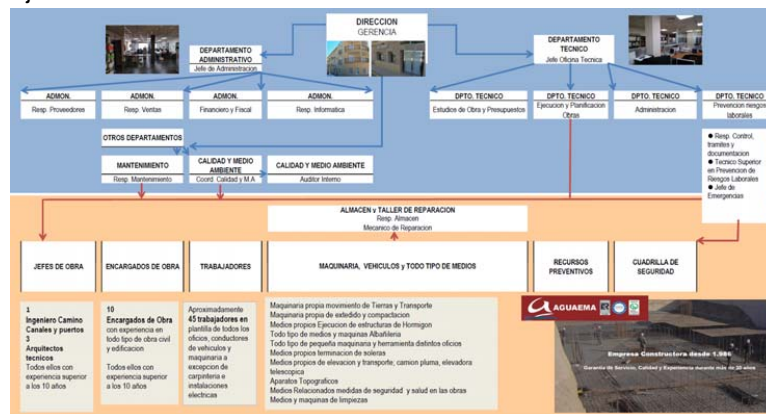 DIRECCION
GERENCIA
DEPARTAMENTO
ADMINISTRATIVO
Jefe de Administracion
DEPARTAMENTO
TECNICO
Jefe Oficina Tecnica
ADMON.
Resp. Proveedores
ADMON.
Resp. Ventas
ADMON.
Financiero y Fiscal
ADMON.
Resp. Informatica
DPTO. TECNICO
Estudios de Obra y Presupuestos
DPTO. TECNICO
Ejecucion y Planificacion
Obras
DPTO. TECNICO
Administracion
DPTO. TECNICO
Prevencion riesgos
laborales
OTROS DEPARTAMENTOS
MANTENIMIENTO
Resp. Mantenimiento
CALIDAD Y MEDIO
AMBIENTE
Coord. Calidad y M.A
CALIDAD Y MEDIO AMBIENTE
Auditor Interno
● Resp. Control,
tramites y
documentacion
● Tecnico Superior
en Prevencion de
Riesgos Laborales
● Jefe de
Emergencias
ALMACEN y TALLER DE REPARACION
Resp. Almacen
Mecanico de Reparacion
JEFES DE OBRA
ENCARGADOS DE OBRA
TRABAJADORES
MAQUINARIA, VEHICULOS y TODO TIPO DE MEDIOS
RECURSOS
PREVENTIVOS
CUADRILLA DE
SEGURIDAD
1
Ingeniero Camino
Canales y puertos
3
Arquitectos
tecnicos
Todos ellos con
experiencia superior
a los 10 años
10
Encargados de Obra
con experiencia en
todo tipo de obra civil
y edificacion
Todos ellos con
experiencia superior
a los 10 años
Aproximadamente
45 trabajadores en
plantilla de todos los
oficios, conductores
de vehiculos y
maquinaria a
excepcion de
carpinteria e
instalaciones
electricas
Maquinaria propia movimiento de Tierras y Transporte
Maquinaria propia de extedido y compactacion
Medios propios Ejecucion de estructuras de Hormigon
Todo tipo de medios y maquinas Albañileria
Todo tipo de pequeña maquinaria y herramienta distintos oficios
Medios propios terminacion de soleras
Medios propios de elevacion y transporte; camion pluma, elevadora
telescopica
Aparatos Topograficos
Medios Relacionados medidas de seguridad y salud en las obras
Medios y maquinas de limpiezas
AGUAEMA
Empresa Constructora desde 1.986
Garantia de Servicio, Calidad y Experiencia durante más de 20 años